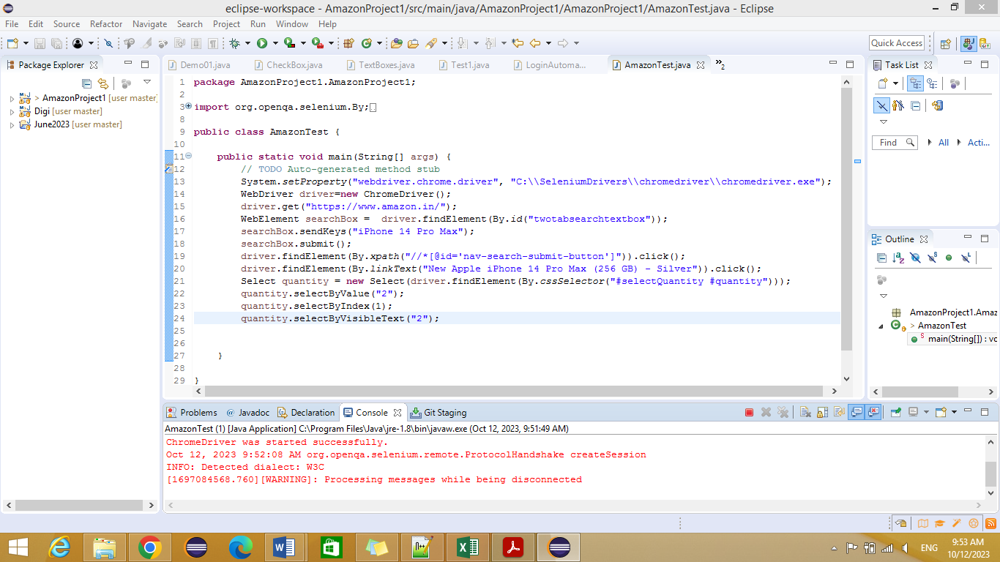 eclipse-workspace - AmazonProject1/src/main/java/AmazonProject1/AmazonProject1/AmazonTest.java - Eclipse
File Edit Source Refactor Navigate Search Project Run Window Help
Quick Access
Package Explorer
> AmazonProject1 [user master]
Digi [user master]
June2023 [user master]
Demo01.java CheckBox.java TextBoxes.java Test1.java LoginAutoma... AmazonTest.java »2
1 package AmazonProject1.AmazonProject1;
2
3 import org.openqa.selenium.By;
8
9 public class AmazonTest {
10
11 public static void main(String[] args) {
12 // TODO Auto-generated method stub
13 System.setProperty("webdriver.chrome.driver", "C:\\SeleniumDrivers\\chromedriver\\chromedriver.exe");
14 WebDriver driver=new ChromeDriver();
15 driver.get("https://www.amazon.in/");
16 WebElement searchBox =  driver.findElement(By.id("twotabsearchtextbox"));
17 searchBox.sendKeys("iPhone 14 Pro Max");
18 searchBox.submit();
19 driver.findElement(By.xpath("//*[@id='nav-search-submit-button']")).click();
20 driver.findElement(By.linkText("New Apple iPhone 14 Pro Max (256 GB) - Silver")).click();
21 Select quantity = new Select(driver.findElement(By.cssSelector("#selectQuantity #quantity")));
22 quantity.selectByValue("2");
23 quantity.selectByIndex(1);
24 quantity.selectByVisibleText("2");
25
26
27 }
28
29 }
Task List
Find All Acti...
Outline
AmazonProject1.Amaz
> AmazonTest
S main(String[]) : vo
Problems @ Javadoc Declaration Console Git Staging
AmazonTest (1) [Java Application] C:\Program Files\Java\jre-1.8\bin\javaw.exe (Oct 12, 2023, 9:51:49 AM)
ChromeDriver was started successfully.
Oct 12, 2023 9:52:08 AM org.openqa.selenium.remote.ProtocolHandshake createSession
INFO: Detected dialect: W3C
[1697084568.760][WARNING]: Processing messages while being disconnected
ENG
9:53 AM
10/12/2023